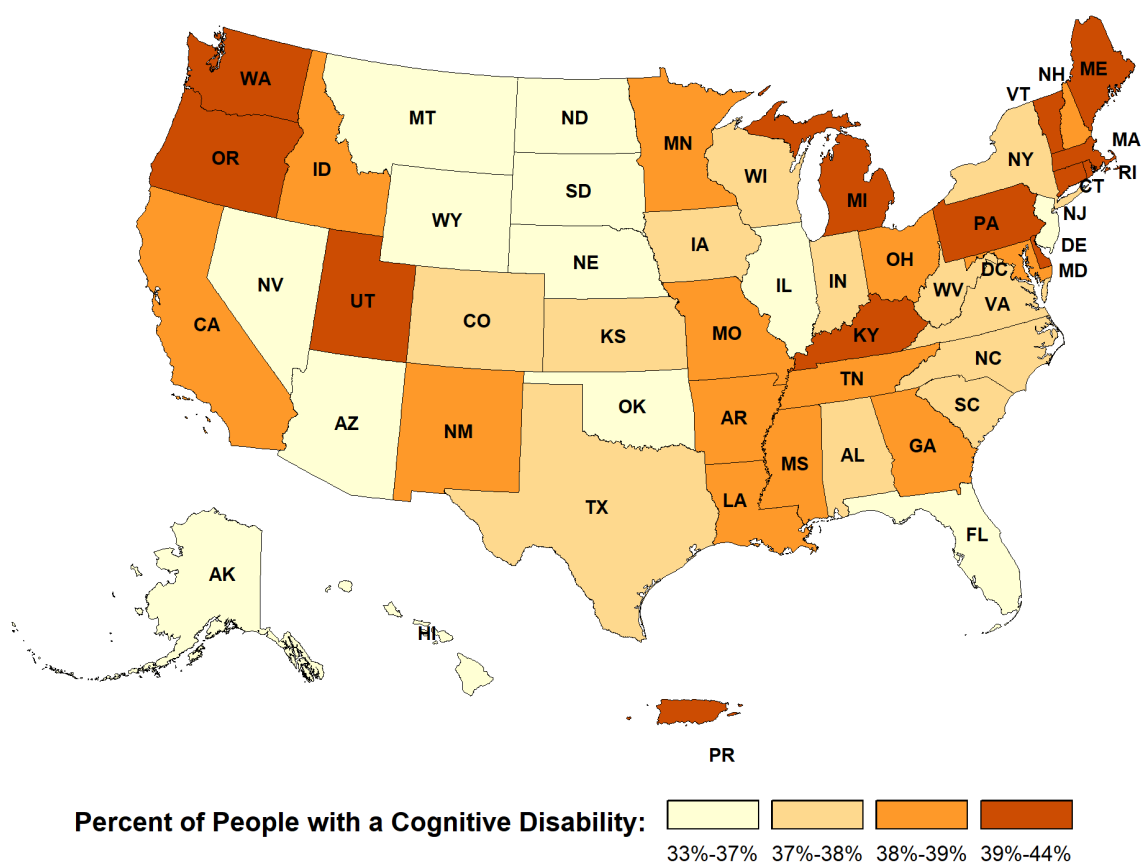 WA
MT
ND
MN
VT
NH
ME
OR
ID
SD
WI
MI
NY
MA
RI
CT
WY
IA
PA
NJ
NE
DE
NV
UT
CO
IL
IN
OH
DC
MD
WV
VA
CA
KS
MO
KY
NC
AZ
NM
OK
AR
TN
SC
TX
LA
MS
AL
GA
FL
AK
HI
PR
Percent of People with a Cognitive Disability:
33%-37% 37%-38% 38%-39% 39%-44%